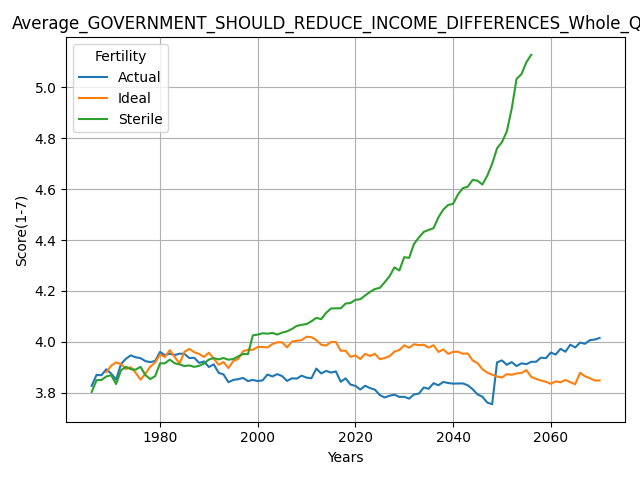 Average_GOVERNMENT_SHOULD_REDUCE_INCOME_DIFFERENCES_Whole_Q
Fertility
Actual
Ideal
Sterile
5.0
4.8
4.6
4.4
4.2
4.0
3.8
Score(1-7)
1980 2000 2020 2040 2060
Years